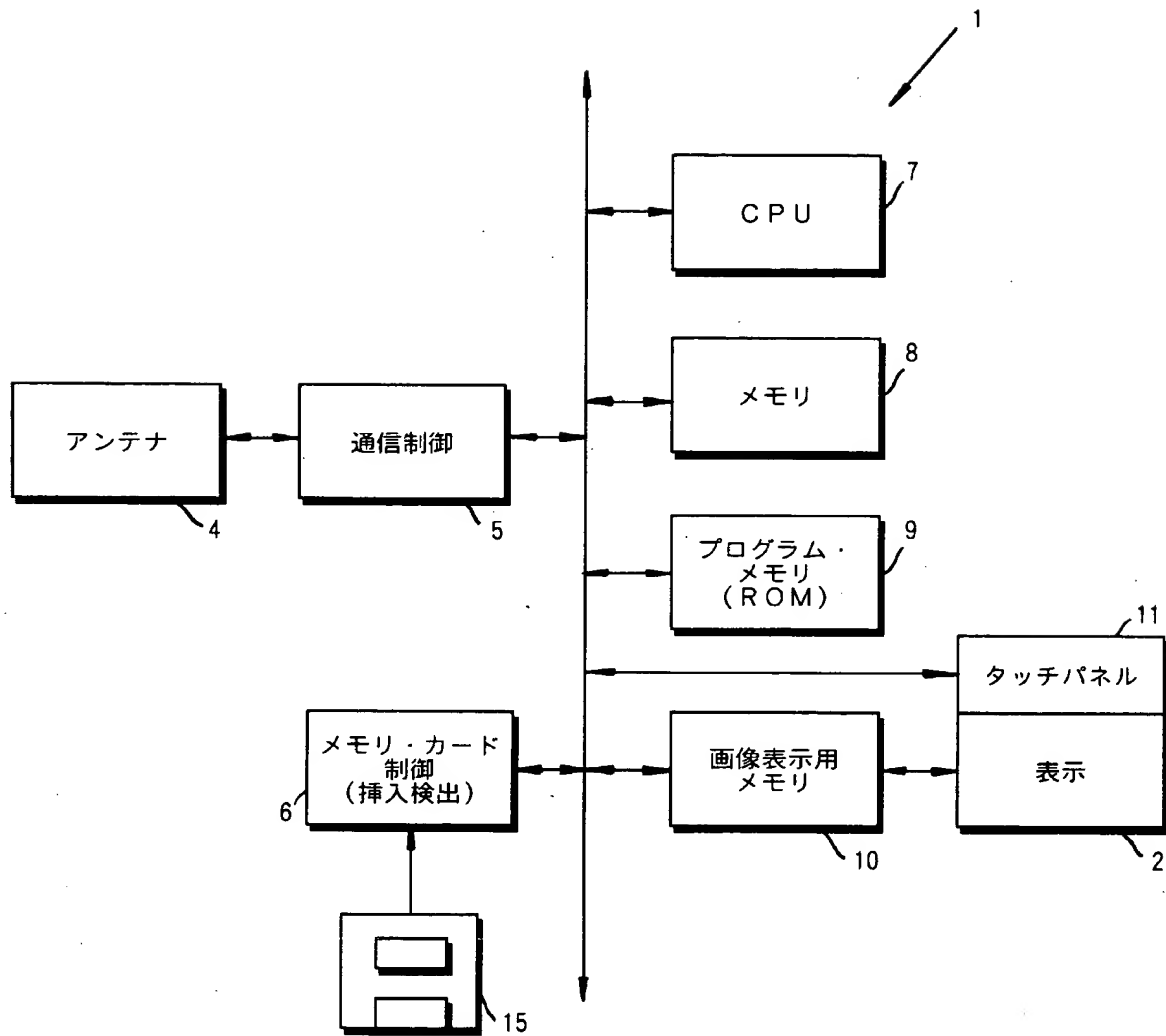 1
CPU
7
メモリ
8
アンテナ
4
通信制御
5
プログラム・
メモリ
(ROM)
9
11
タッチパネル
メモリ・カード
制御
(挿入検出)
6
画像表示用
メモリ
10
表示
2
15